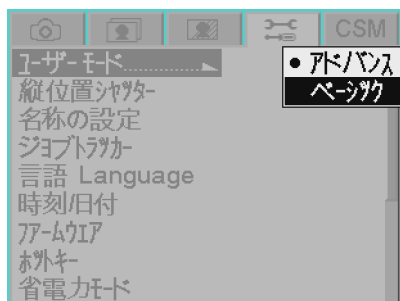 CSM
ユーザーモード
アドバンス
縦位置シャッター
ベーシック
名称の設定
ジョブトラッカー
言語 Language
時刻/日付
ファームウェア
ホットキー
省電力モード